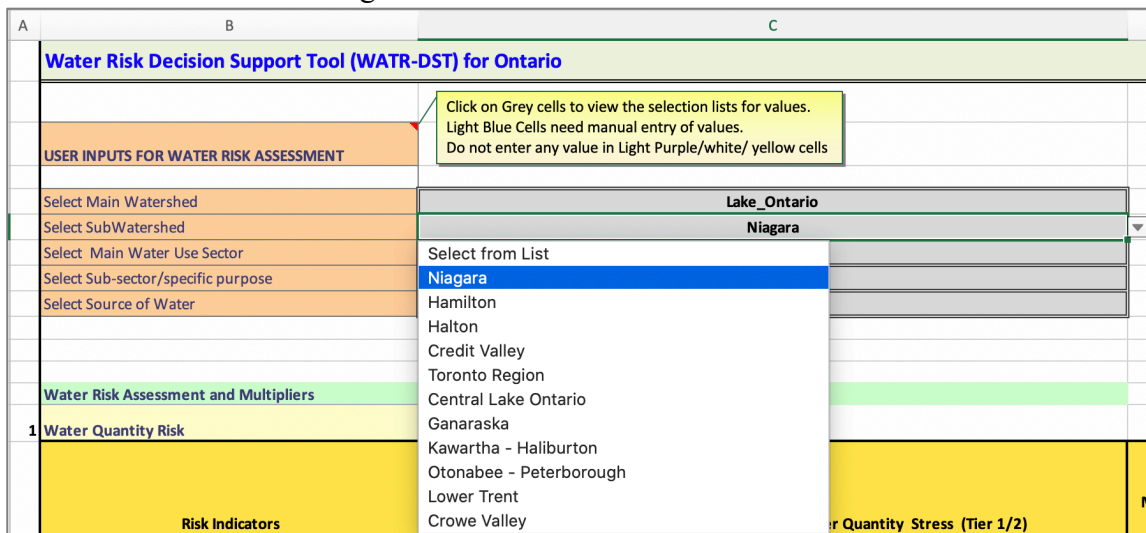 A B C
Water Risk Decision Support Tool (WATR-DST) for Ontario
Click on Grey cells to view the selection lists for values.
Light Blue Cells need manual entry of values.
Do not enter any value in Light Purple/white/ yellow cells
USER INPUTS FOR WATER RISK ASSESSMENT
Select Main Watershed Lake_Ontario
Select SubWatershed Niagara
Select Main Water Use Sector
Select Sub-sector/specific purpose
Select Source of Water
Select from List
Niagara
Hamilton
Halton
Credit Valley
Toronto Region
Central Lake Ontario
Ganaraska
Kawartha - Haliburton
Otonabee - Peterborough
Lower Trent
Crowe Valley
Water Risk Assessment and Multipliers
1 Water Quantity Risk
Risk Indicators
Quantity Stress (Tier 1/2)